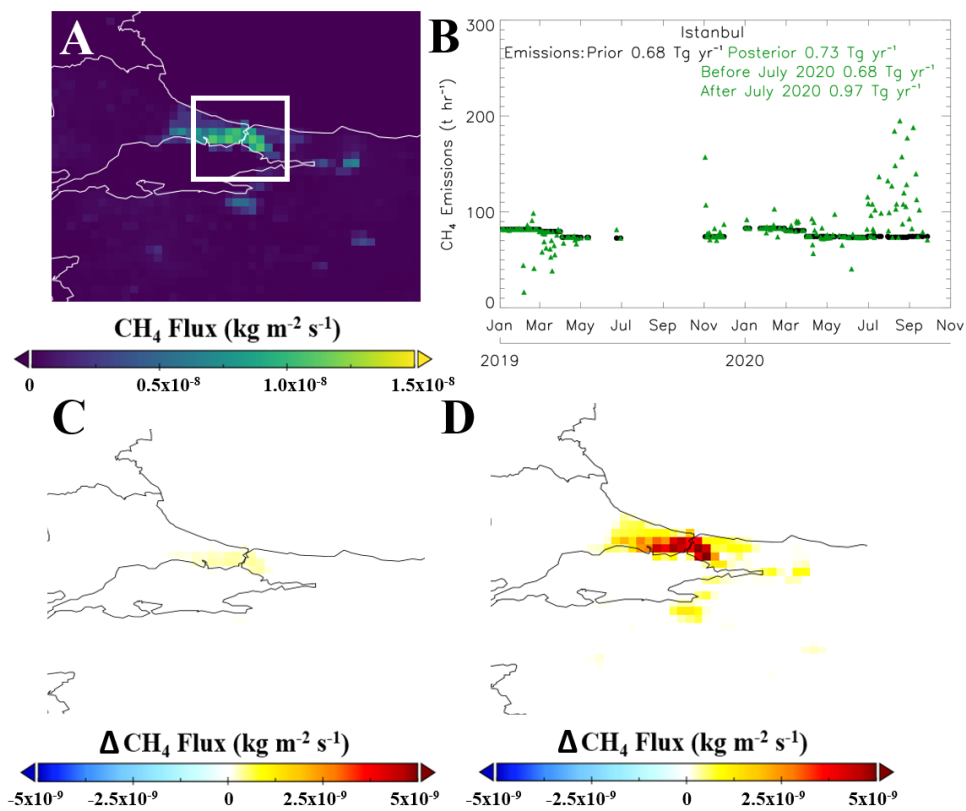 A
CH₄ Flux (kg m⁻² s⁻¹)
0 0.5x10⁻⁸ 1.0x10⁻⁸ 1.5x10⁻⁸
B
Istanbul
Emissions: Prior 0.68 Tg yr⁻¹ Posterior 0.73 Tg yr⁻¹
Before July 2020 0.68 Tg yr⁻¹
After July 2020 0.97 Tg yr⁻¹
CH₄ Emissions (t hr⁻¹)
300
200
100
0
Jan Mar May Jul Sep Nov Jan Mar May Jul Sep Nov
2019 2020
C
Δ CH₄ Flux (kg m⁻² s⁻¹)
-5x10⁻⁹ -2.5x10⁻⁹ 0 2.5x10⁻⁹ 5x10⁻⁹
D
Δ CH₄ Flux (kg m⁻² s⁻¹)
-5x10⁻⁹ -2.5x10⁻⁹ 0 2.5x10⁻⁹ 5x10⁻⁹